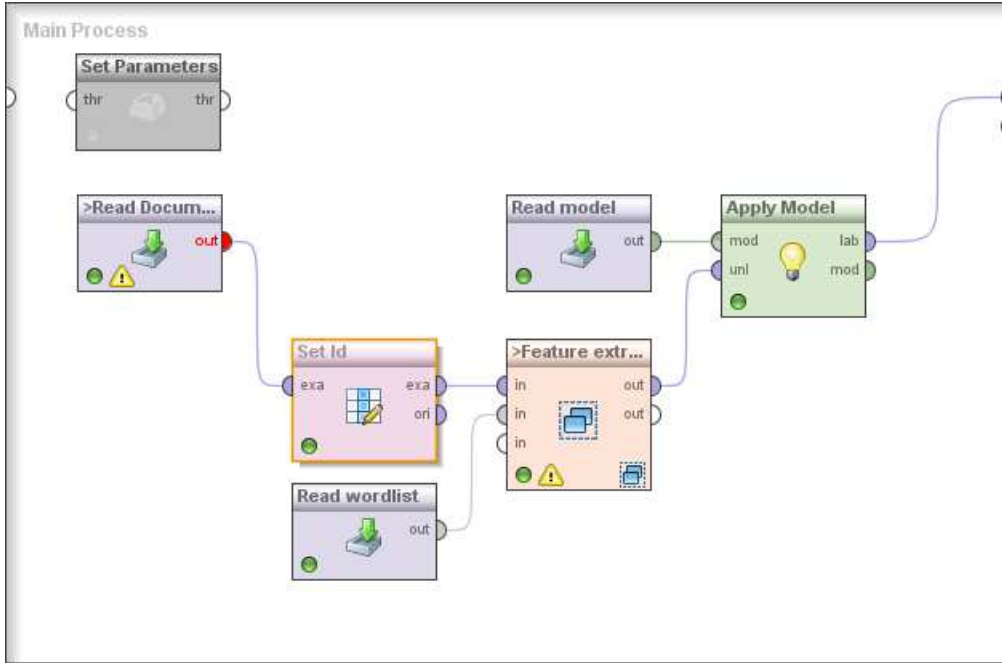 Main Process
Set Parameters
thr thr
>Read Docum...
out
Read model
out
Apply Model
mod lab
unl mod
Set Id
exa exa
ori
>Feature extr...
in out
in out
in
Read wordlist
out